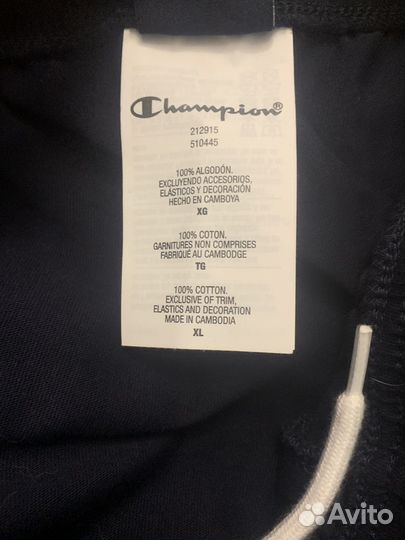 Champion®
212915
510445
100% ALGODÓN.
EXCLUYENDO ACCESORIOS,
ELÁSTICOS Y DECORACIÓN
HECHO EN CAMBOYA
XG
100% COTON.
GARNITURES NON COMPRISES
FABRIQUÉ AU CAMBODGE
TG
100% COTTON.
EXCLUSIVE OF TRIM,
ELASTICS AND DECORATION
MADE IN CAMBODIA
XL
Avito